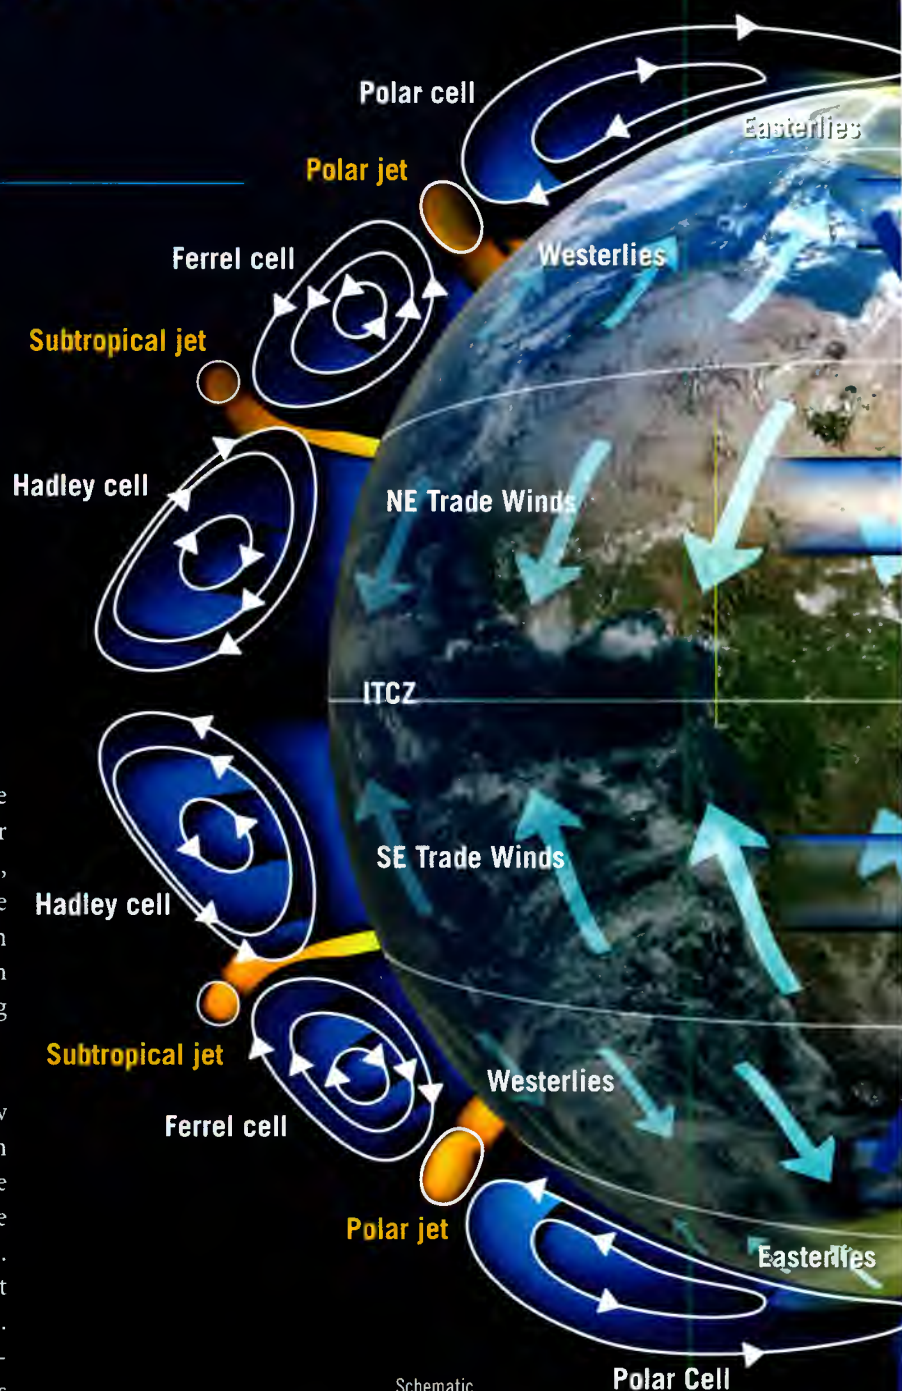 Polar cell
Easterlies
Polar jet
Westerlies
Ferrel cell
Subtropical jet
Hadley cell
NE Trade Winds
ITCZ
SE Trade Winds
Hadley cell
Subtropical jet
Westerlies
Ferrel cell
Polar jet
Easterlies
Polar Cell
Schematic